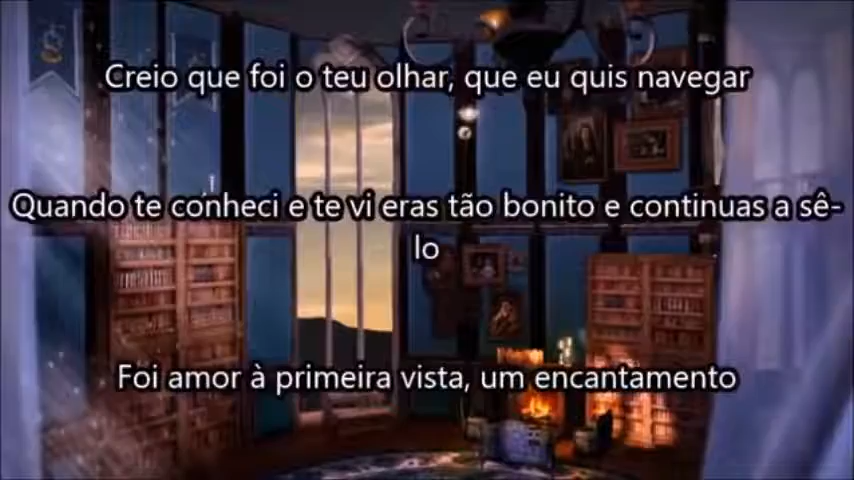 Creio que foi o teu olhar, que eu quis navegar
Quando te conheci e te vi eras tão bonito e continuas a sê-
lo
Foi amor à primeira vista, um encantamento